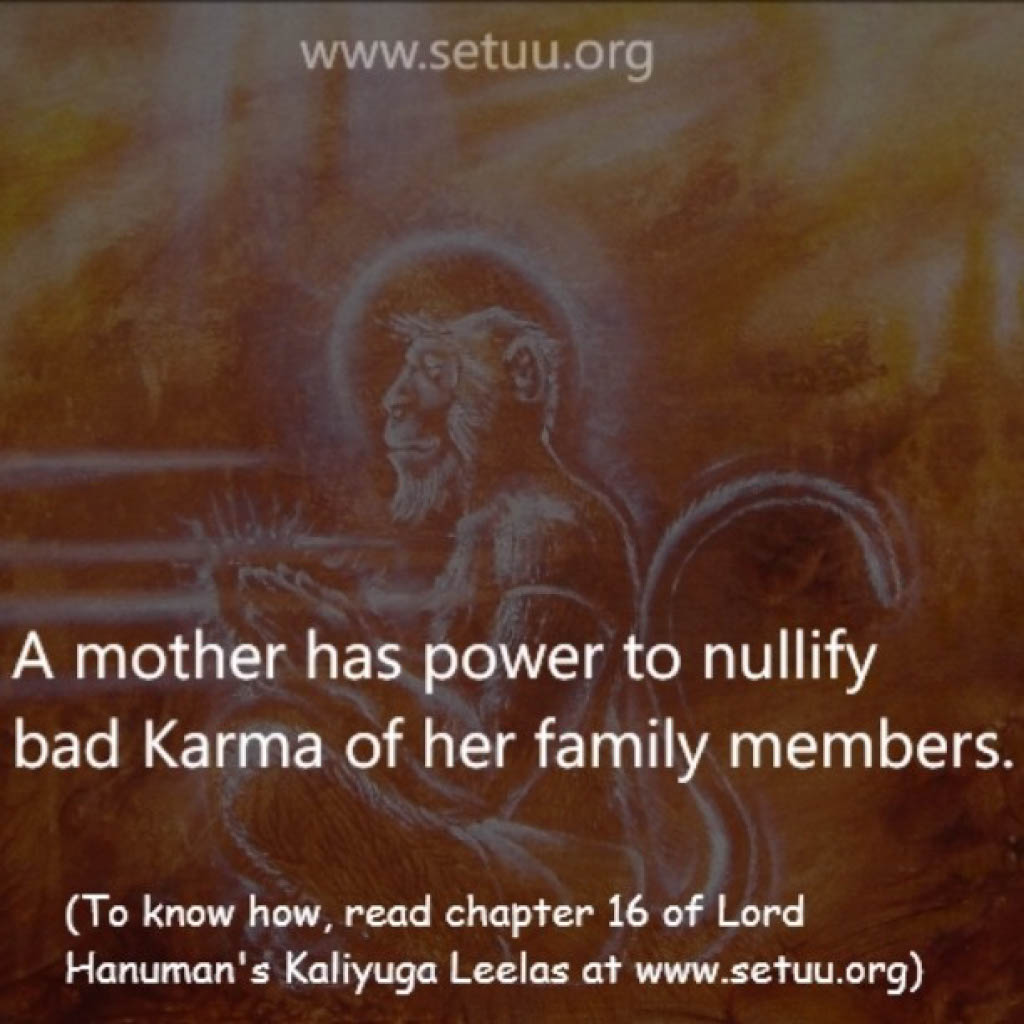 www.setuu.org
A mother has power to nullify
bad Karma of her family members.
(To know how, read chapter 16 of Lord
Hanuman's Kaliyuga Leelas at www.setuu.org)